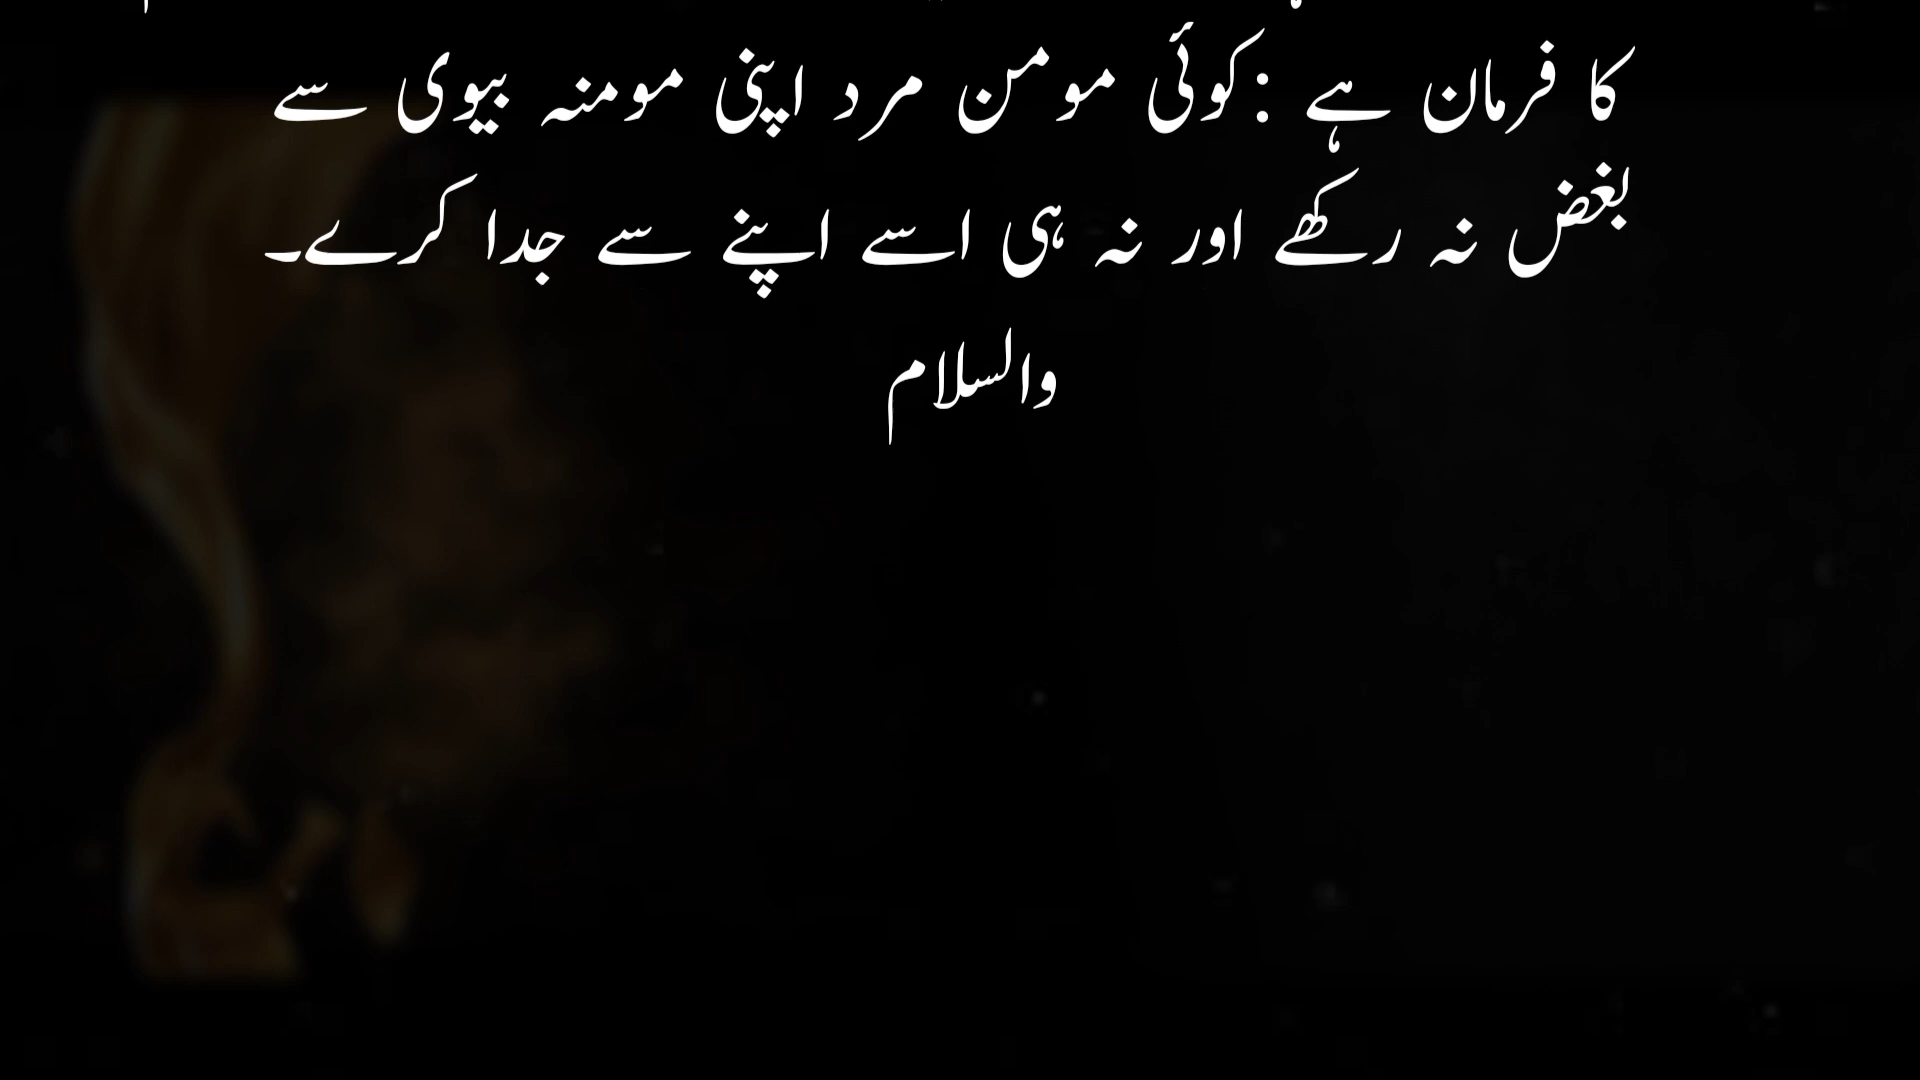 کا فرمان ہے :کوئی مومن مرد اپنی مومنہ بیوی سے
بغض نہ رکھے اور نہ ہی اسے اپنے سے جدا کرے۔
والسلام